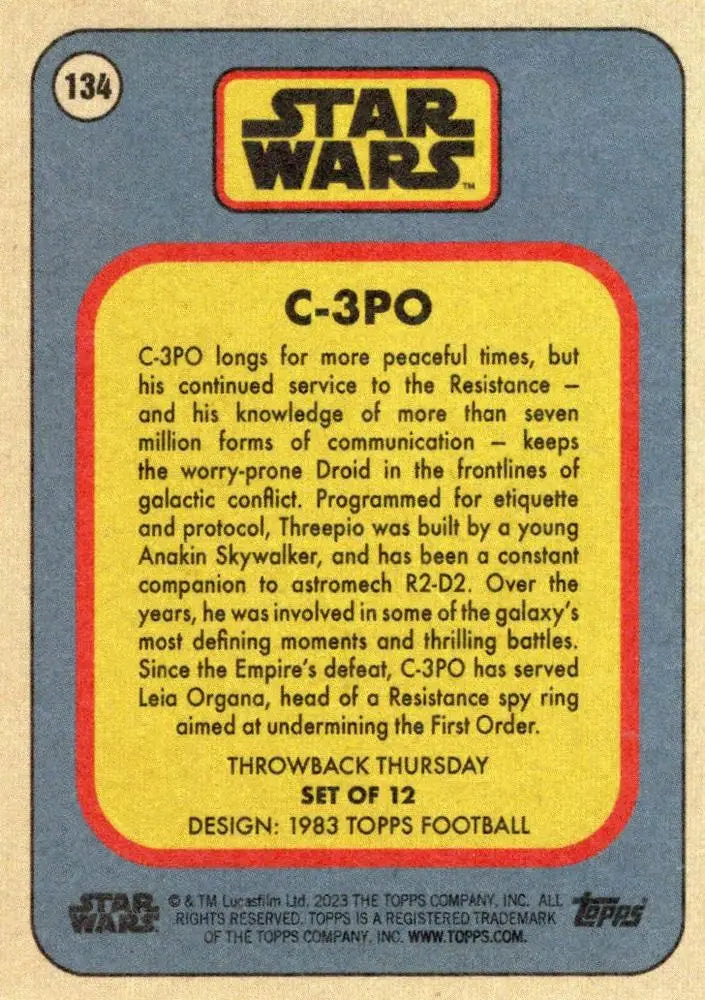 134
STAR
WARS™
C-3PO
C-3PO longs for more peaceful times, but
his continued service to the Resistance –
and his knowledge of more than seven
million forms of communication – keeps
the worry-prone Droid in the frontlines of
galactic conflict. Programmed for etiquette
and protocol, Threepio was built by a young
Anakin Skywalker, and has been a constant
companion to astromech R2-D2. Over the
years, he was involved in some of the galaxy's
most defining moments and thrilling battles.
Since the Empire's defeat, C-3PO has served
Leia Organa, head of a Resistance spy ring
aimed at undermining the First Order.
THROWBACK THURSDAY
SET OF 12
DESIGN: 1983 TOPPS FOOTBALL
STAR
WARS
© & TM Lucasfilm Ltd. 2023 THE TOPPS COMPANY, INC. ALL
RIGHTS RESERVED. TOPPS IS A REGISTERED TRADEMARK
OF THE TOPPS COMPANY, INC. WWW.TOPPS.COM.
topps